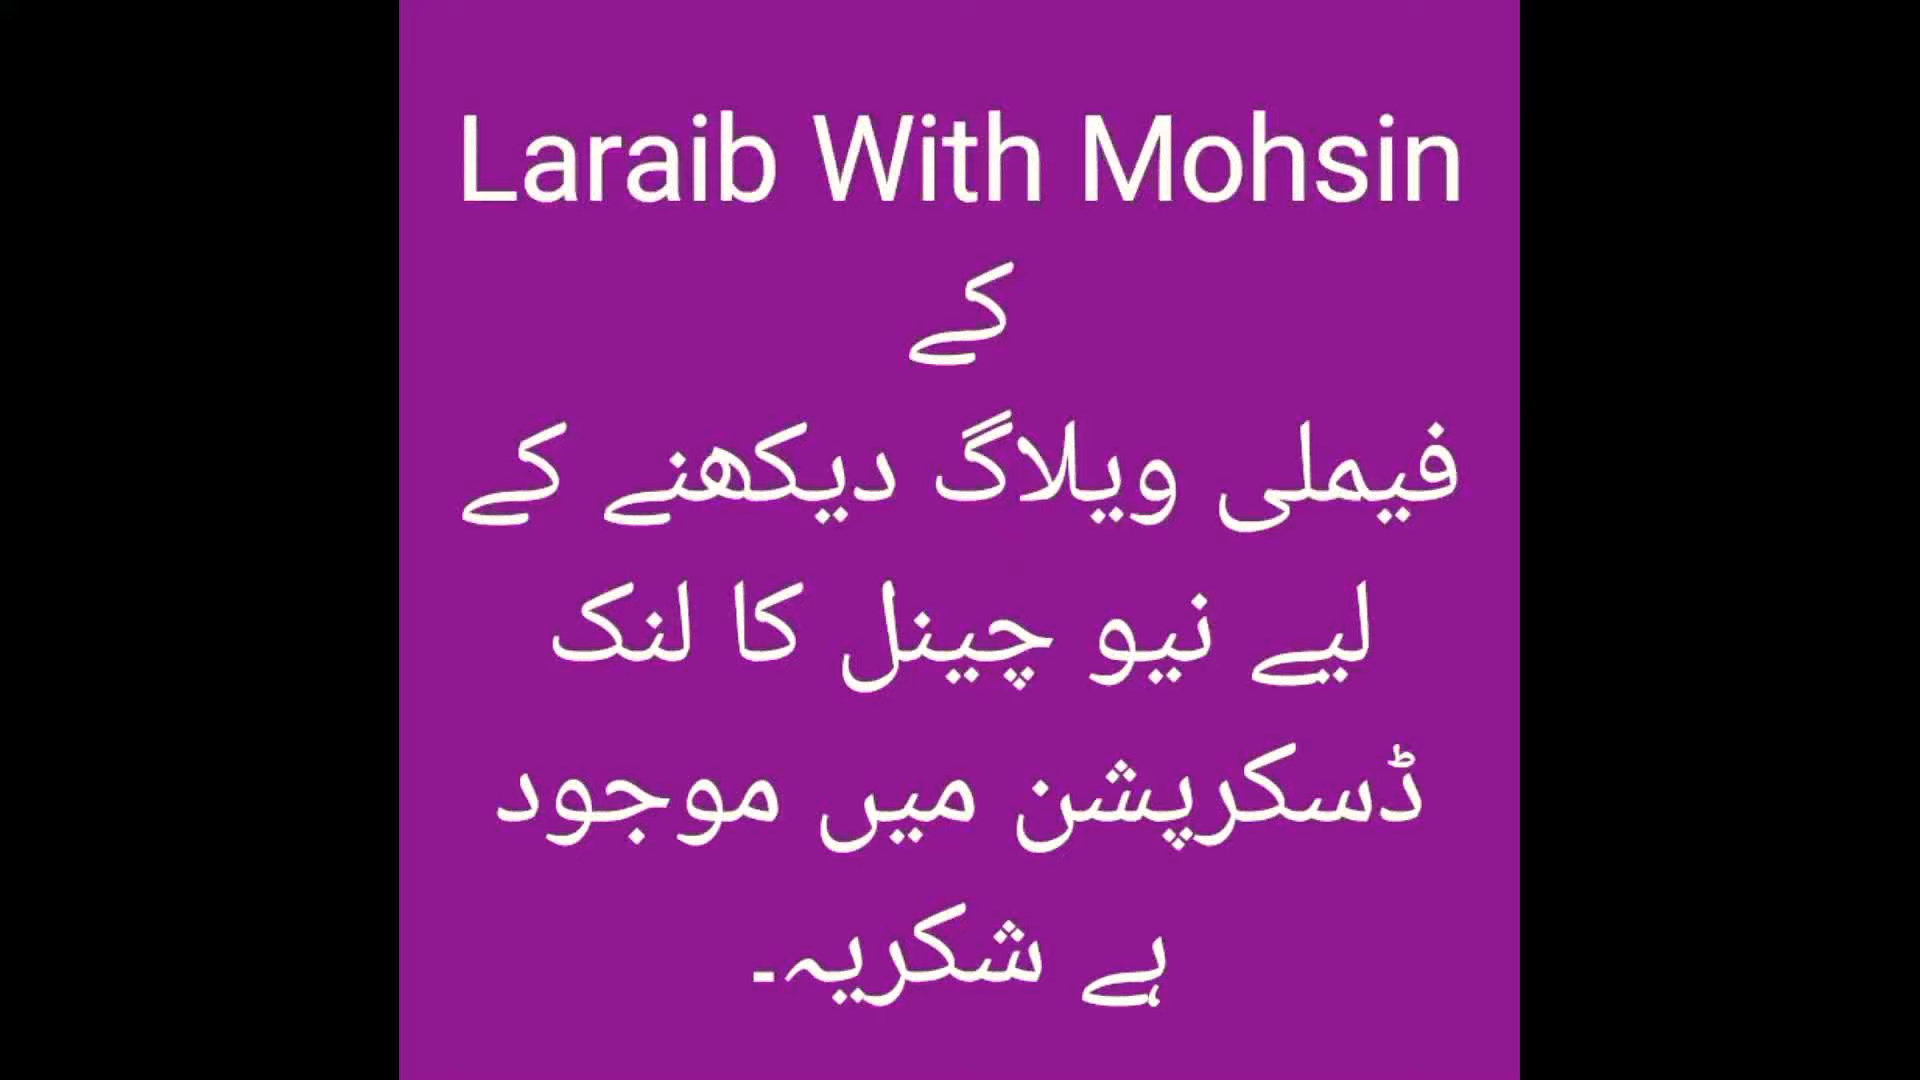 Laraib With Mohsin
کے
فیملی ویلاگ دیکھنے کے
لیے نیو چینل کا لنک
ڈسکرپشن میں موجود
ہے شکریہ۔